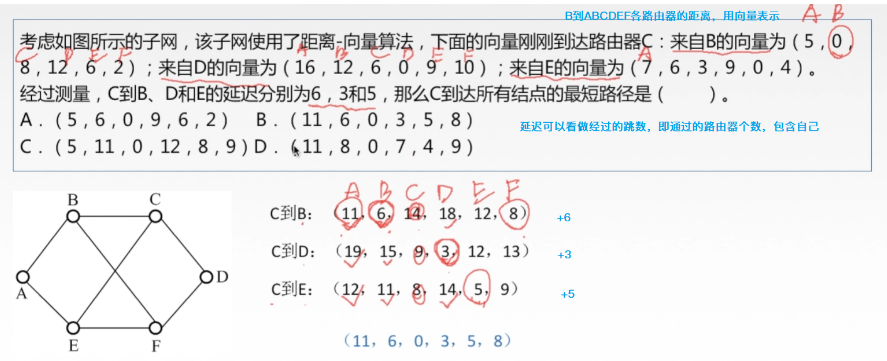 B到ABCDEF各路由器的距离，用向量表示
A B
考虑如图所示的子网，该子网使用了距离-向量算法，下面的向量刚刚到达路由器C：来自B的向量为（5，0，
C D E F A B C D E F A
8，12，6，2）；来自D的向量为（16，12，6，0，9，10）；来自E的向量为（7，6，3，9，0，4）。
经过测量，C到B、D和E的延迟分别为6，3和5，那么C到达所有结点的最短路径是（ ）。
A．（5，6，0，9，6，2） B．（11，6，0，3，5，8）
延迟可以看做经过的跳数，即通过的路由器个数，包含自己
C．（5，11，0，12，8，9）D．（11，8，0，7，4，9）
A B C D E F
B C
C到B：（11，6，14，18，12，8） +6
C到D：（19，15，9，3，12，13） +3
A D
C到E：（12，11，8，14，5，9） +5
E F
（11，6，0，3，5，8）